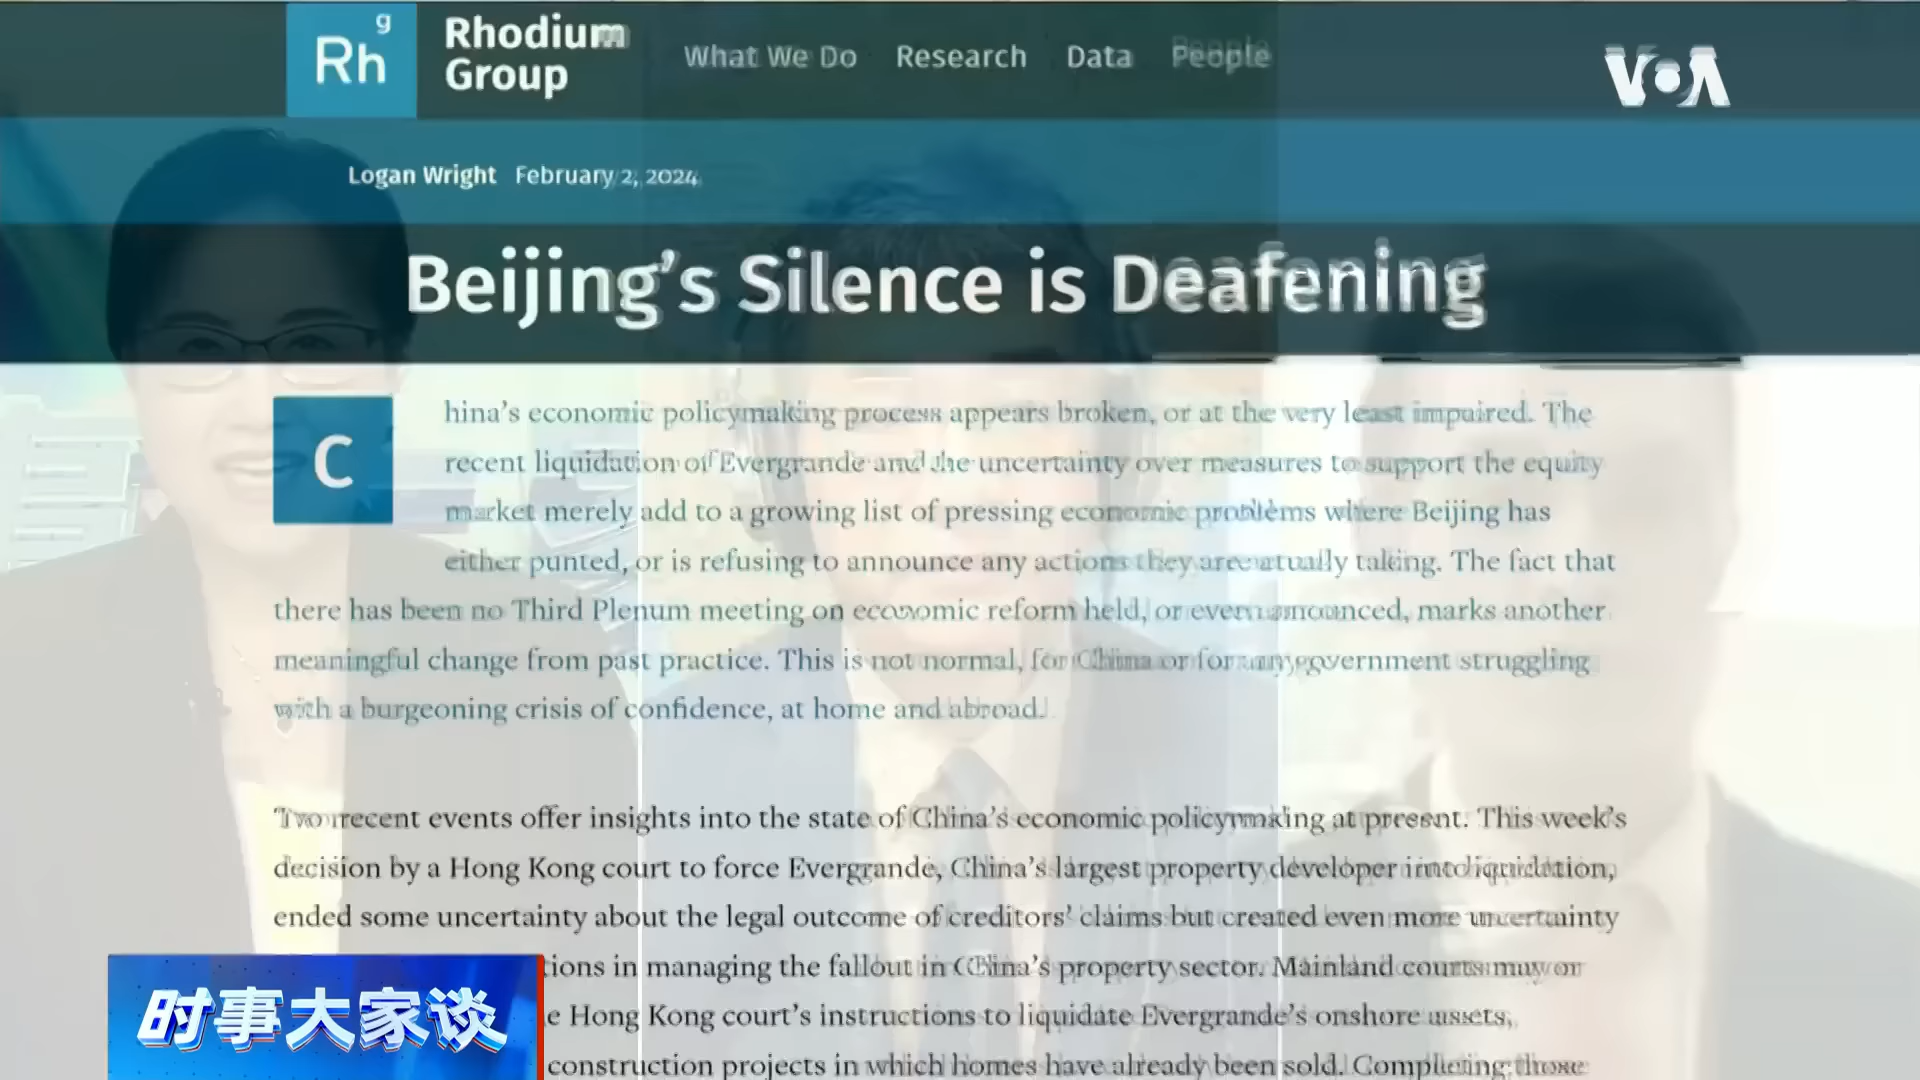 Rh g
Rhodium
Group
What We Do Research Data People
VOA
Logan Wright February 2, 2024
Beijing’s Silence is Deafening
C
hina’s economic policymaking process appears broken, or at the very least impaired. The
recent liquidation of Evergrande and the uncertainty over measures to support the equity
market merely add to a growing list of pressing economic problems where Beijing has
either punted, or is refusing to announce any actions they are actually taking. The fact that
there has been no Third Plenum meeting on economic reform held, or even announced, marks another
meaningful change from past practice. This is not normal, for China or for any government struggling
with a burgeoning crisis of confidence, at home and abroad.
Two recent events offer insights into the state of China’s economic policymaking at present. This week’s
decision by a Hong Kong court to force Evergrande, China’s largest property developer into liquidation,
ended some uncertainty about the legal outcome of creditors’ claims but created even more uncertainty
tions in managing the fallout in China’s property sector. Mainland courts may or
e Hong Kong court’s instructions to liquidate Evergrande’s onshore assets,
construction projects in which homes have already been sold. Completing those
时事大家谈